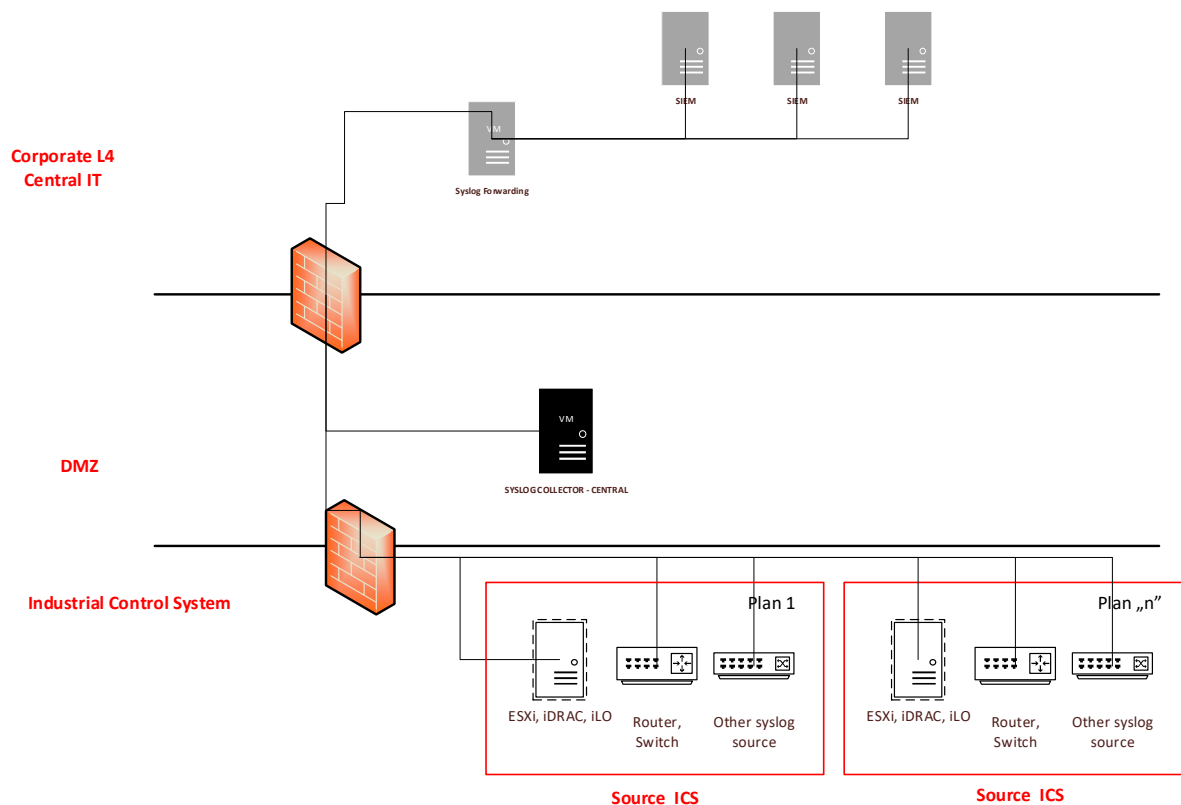 SIEM
SIEM
SIEM
VM
Syslog Forwarding
Corporate L4
Central IT
VM
SYSLOG COLLECTOR - CENTRAL
DMZ
Industrial Control System
Plan 1
Plan „n"
ESXi, iDRAC, iLO
Router,
Switch
Other syslog
source
ESXi, iDRAC, iLO
Router,
Switch
Other syslog
source
Source ICS
Source ICS